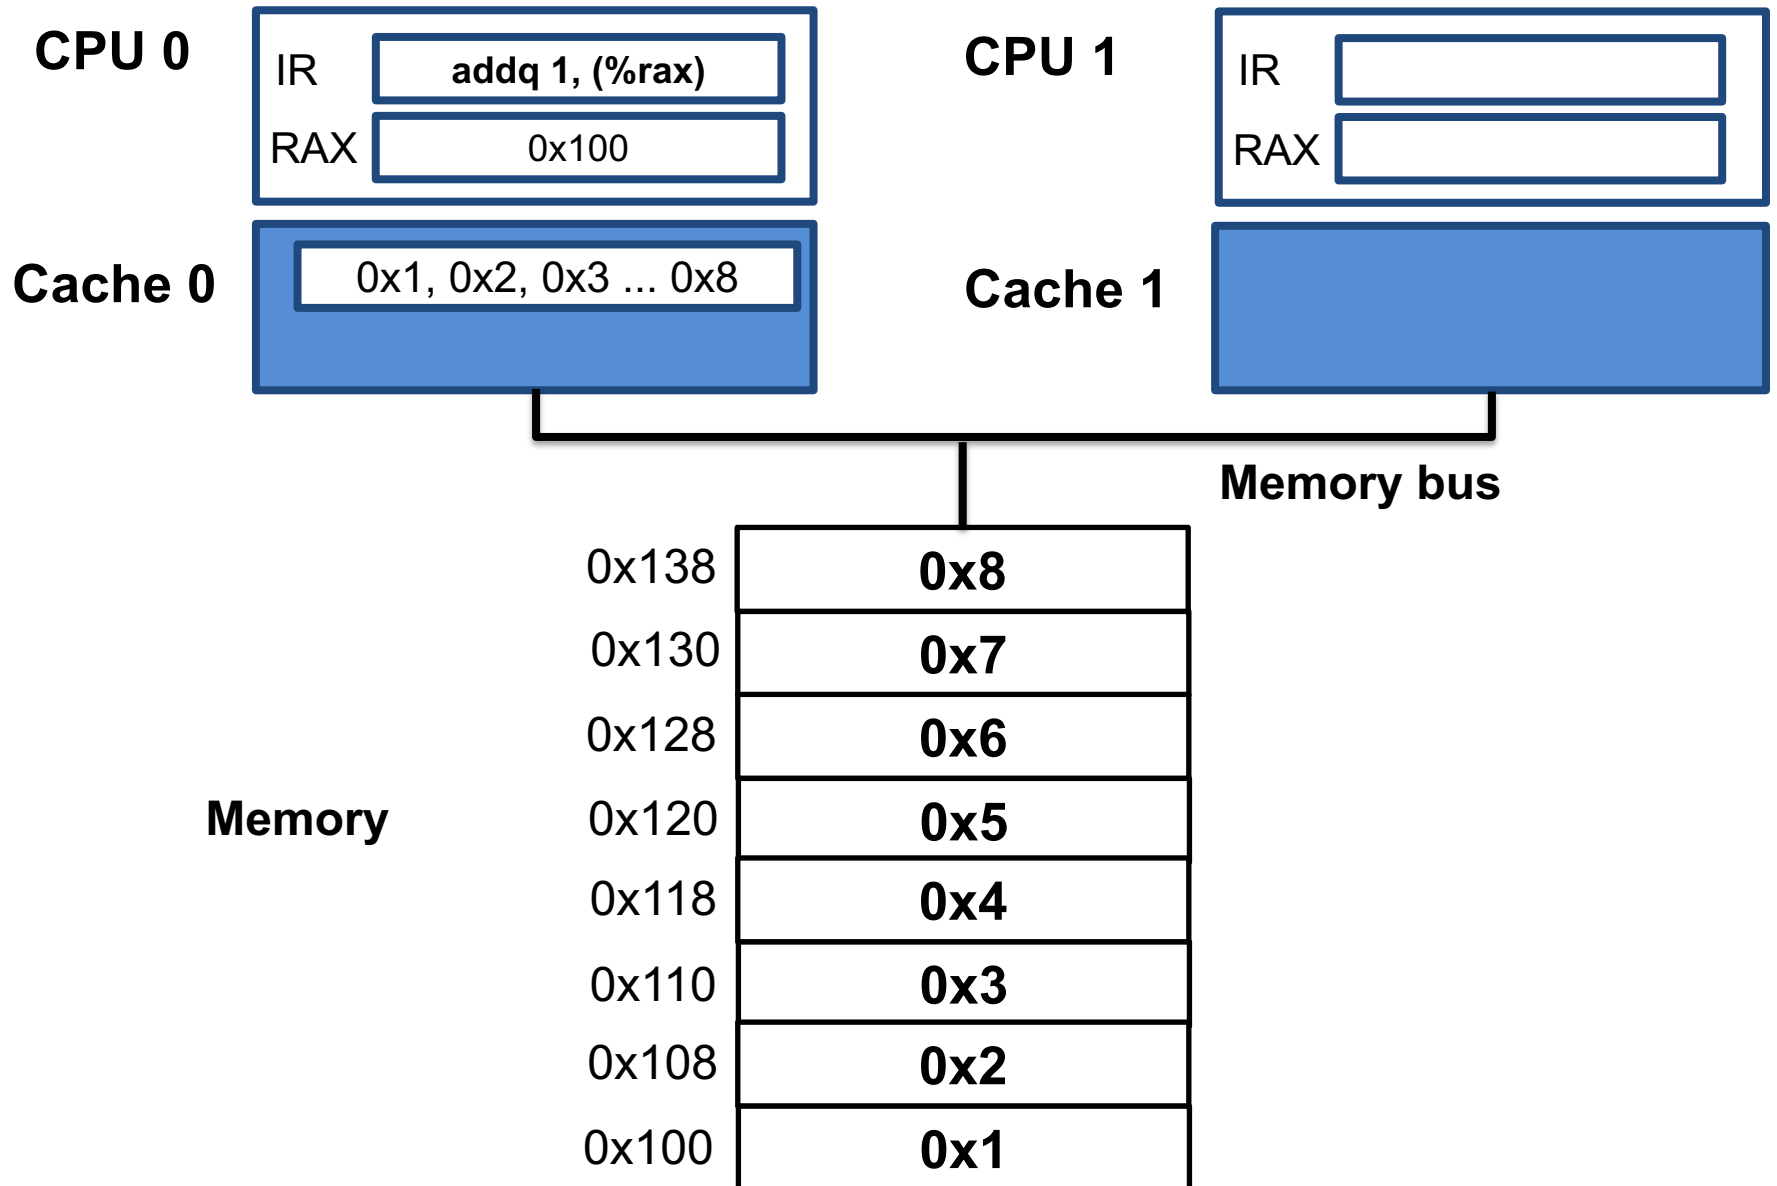 CPU 0
IR
addq 1, (%rax)
RAX
0x100
CPU 1
IR
RAX
Cache 0
0x1, 0x2, 0x3 ... 0x8
Cache 1
Memory bus
0x138
0x8
0x130
0x7
0x128
0x6
Memory
0x120
0x5
0x118
0x4
0x110
0x3
0x108
0x2
0x100
0x1